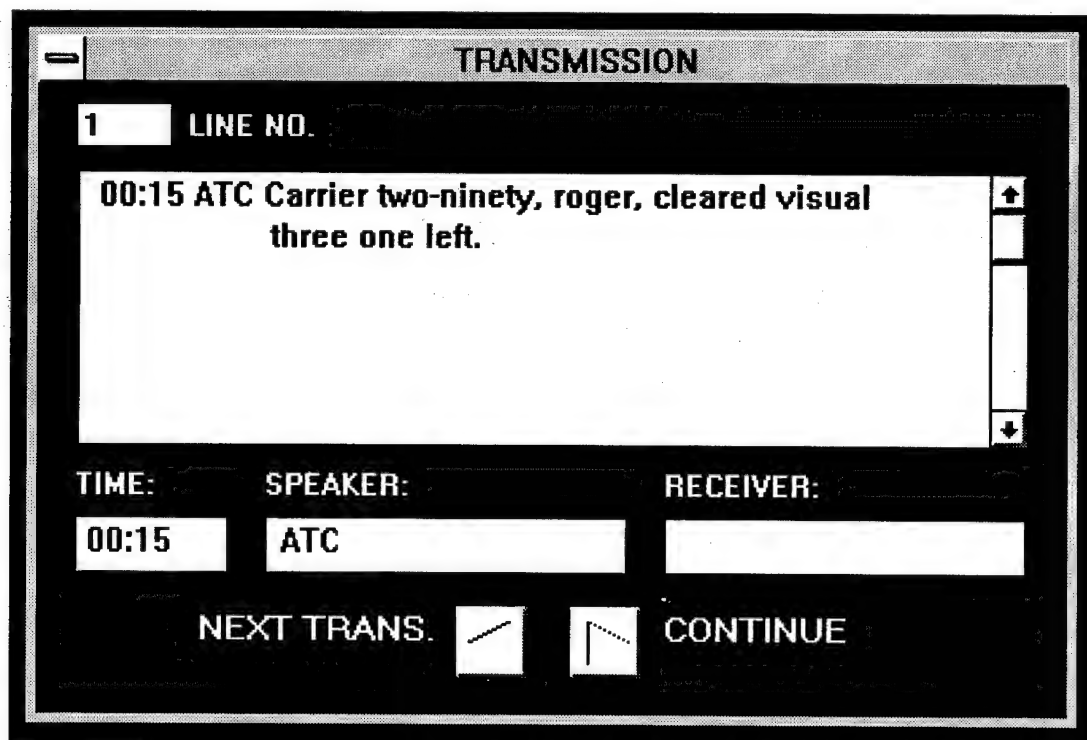 TRANSMISSION
1 LINE NO.
00:15 ATC Carrier two-ninety, roger, cleared visual
three one left.
TIME: SPEAKER: RECEIVER:
00:15 ATC
NEXT TRANS. CONTINUE